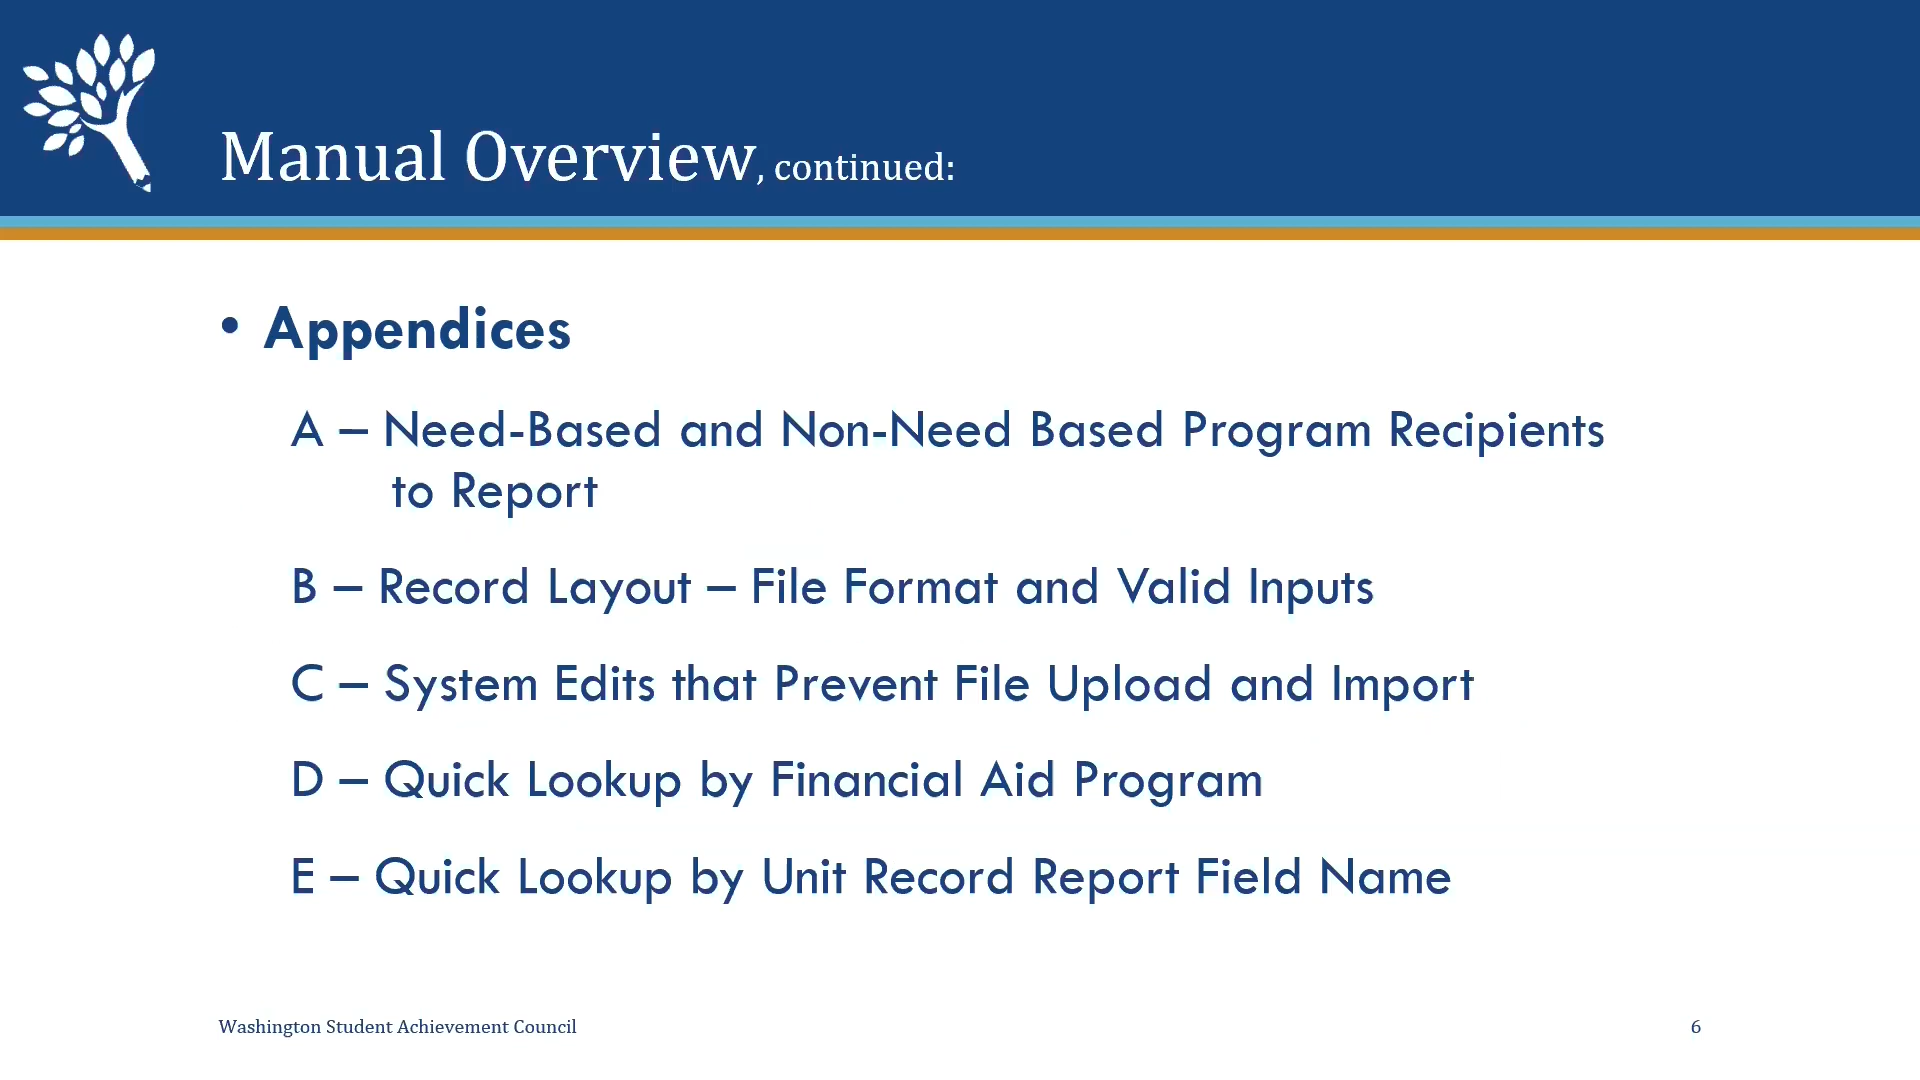 Manual Overview, continued:
• Appendices
A – Need-Based and Non-Need Based Program Recipients
to Report
B – Record Layout – File Format and Valid Inputs
C – System Edits that Prevent File Upload and Import
D – Quick Lookup by Financial Aid Program
E – Quick Lookup by Unit Record Report Field Name
Washington Student Achievement Council
6